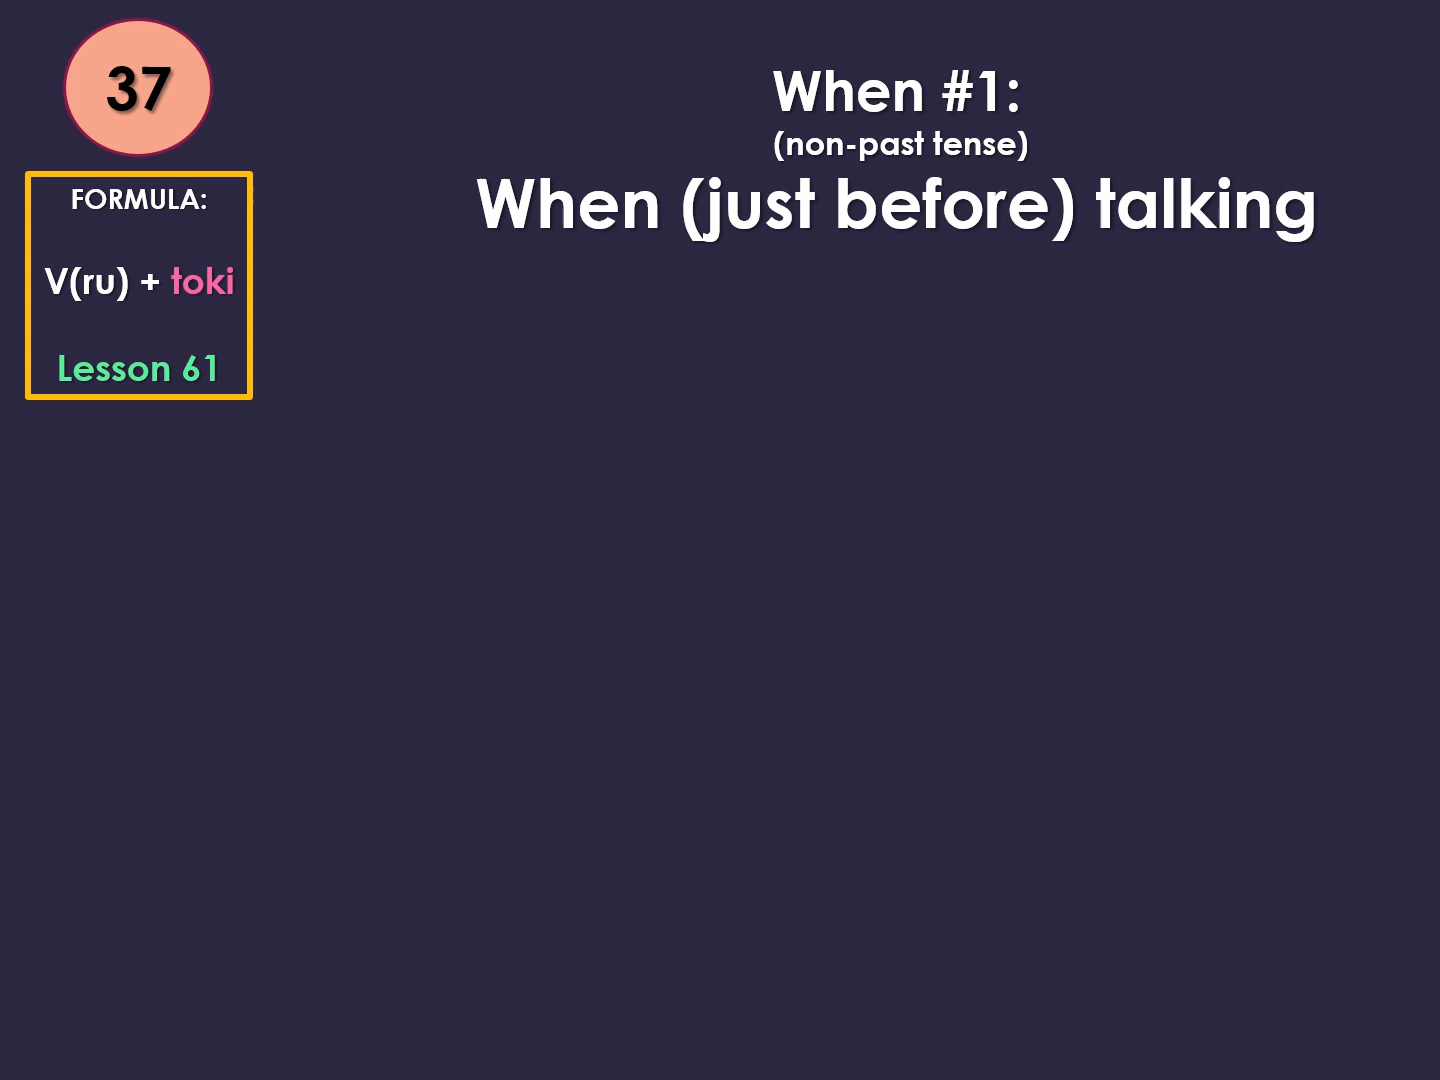 37
When #1:
(non-past tense)
When (just before) talking
FORMULA:
V(ru) + toki
Lesson 61